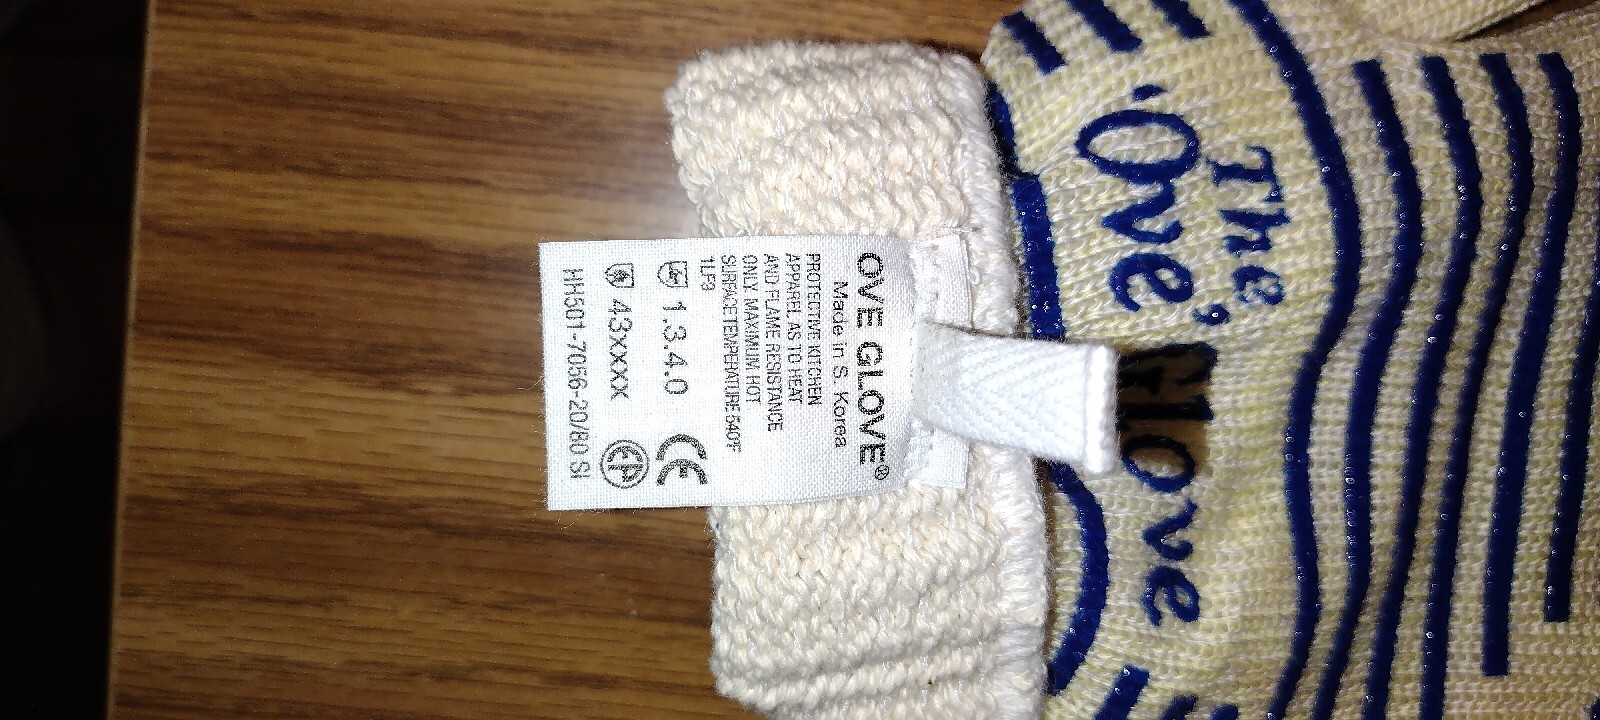 OVE GLOVE®
Made in S. Korea
PROTECTIVE KITCHEN
APPAREL AS TO HEAT
AND FLAME RESISTANCE
ONLY. MAXIMUM HOT
SURFACE TEMPERATURE 540°F
1LF9
1.3.4.0 CE
43xxxx
HH501-7056-20/80 SI
The
'Ove'
Glove